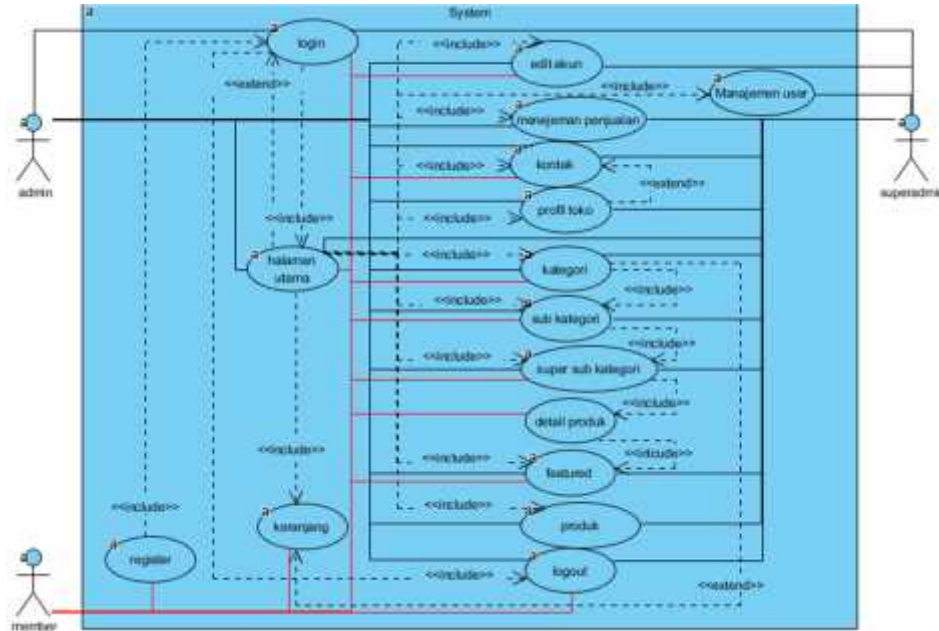 a
System
a
login
<<include>>
a
edit akun
<<extend>>
<<include>>
a
Manajemen user
a
<<include>>
a
manejeman penjualan
a
admin
a
superadmin
<<include>>
a
kontak
<<extend>>
<<include>>
<<include>>
a
profil toko
a
halaman
utama
<<include>>
a
kategori
<<include>>
<<include>>
a
sub kategori
<<include>>
<<include>>
a
super sub kategori
<<include>>
detail produk
<<include>>
<<include>>
a
featured
<<include>>
<<include>>
<<include>>
a
keranjang
a
produk
a
register
<<include>>
a
logout
<<extend>>
a
member